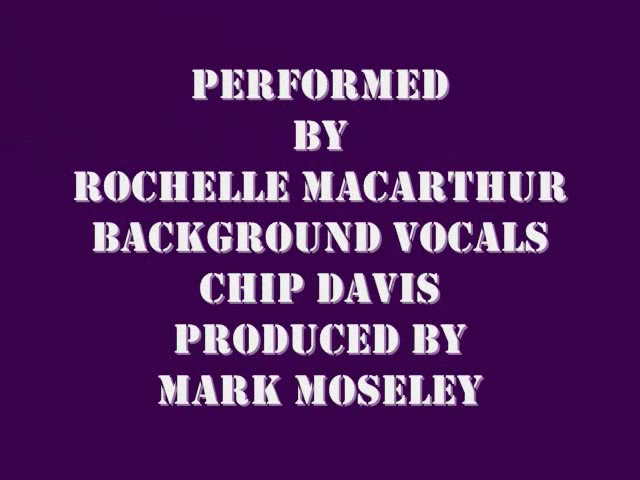 PERFORMED
BY
ROCHELLE MACARTHUR
BACKGROUND VOCALS
CHIP DAVIS
PRODUCED BY
MARK MOSELEY